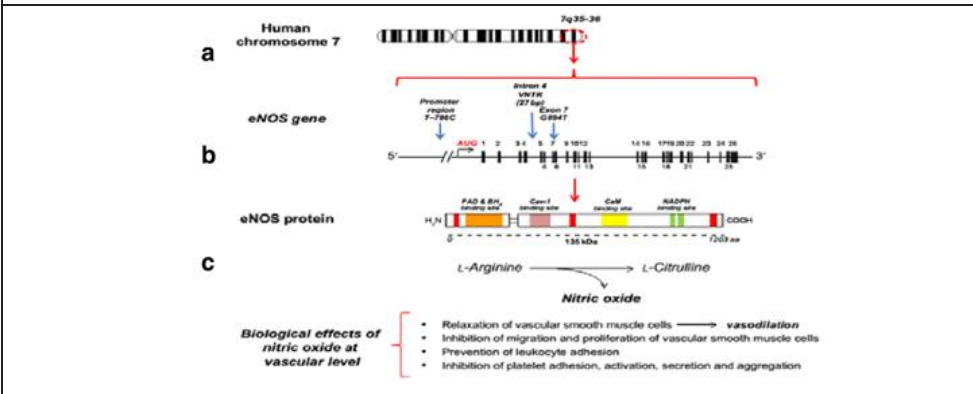 7q35-36
Human
chromosome 7
a
Intron 4
VNTR
(27 bp)
Promoter
region
T-786C
Exon 7
G894T
eNOS gene
AUG 1 2 3 4 5 7 9 10 12 14 16 17 19 20 22 23 24 26
b
5' 3'
4 6 11 13 15 18 21 25
FAD & BH4
binding site
Cav-1
binding site
CaM
binding site
NADPH
binding site
eNOS protein
H2N COOH
0 135 kDa 1203 aa
c
L-Arginine L-Citrulline
Nitric oxide
Biological effects of
nitric oxide at
vascular level
• Relaxation of vascular smooth muscle cells vasodilation
• Inhibition of migration and proliferation of vascular smooth muscle cells
• Prevention of leukocyte adhesion
• Inhibition of platelet adhesion, activation, secretion and aggregation